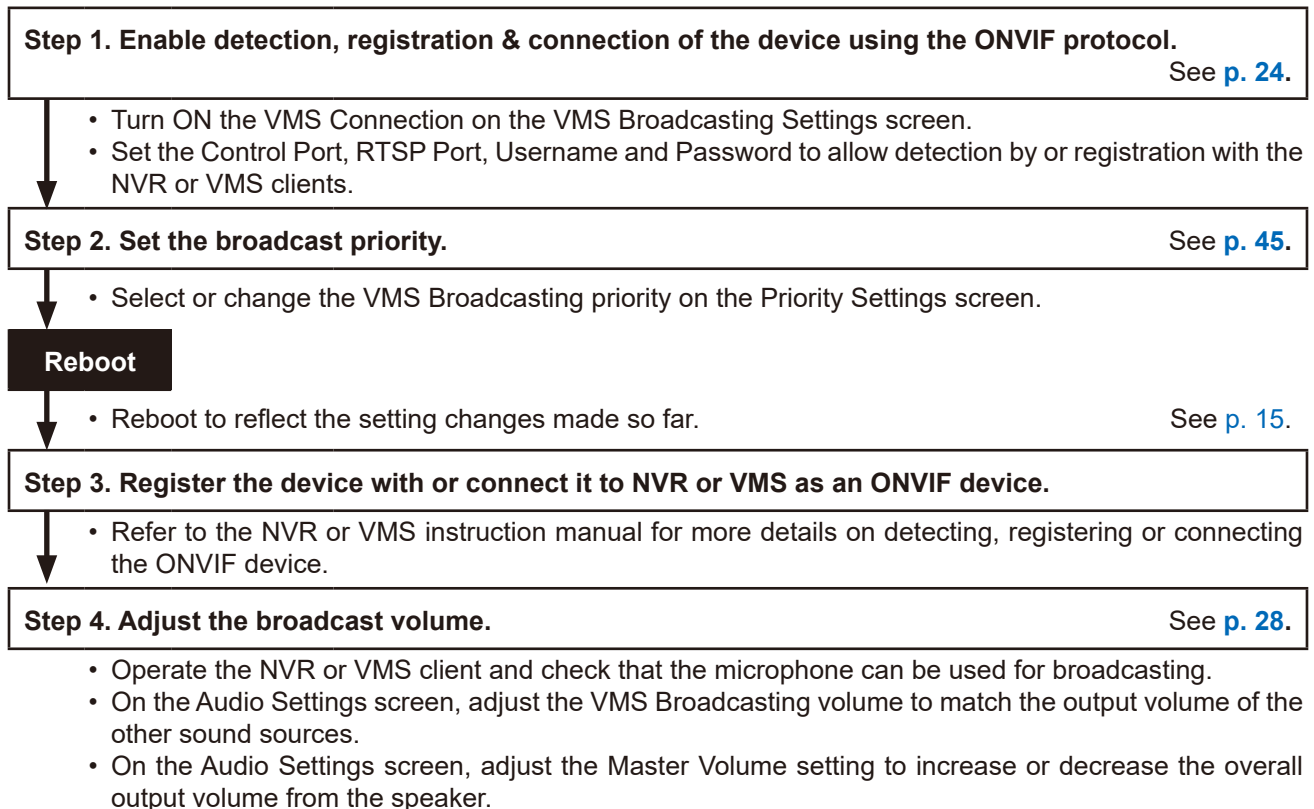 Step 1. Enable detection, registration & connection of the device using the ONVIF protocol.
See p. 24.
• Turn ON the VMS Connection on the VMS Broadcasting Settings screen.
• Set the Control Port, RTSP Port, Username and Password to allow detection by or registration with the
NVR or VMS clients.
Step 2. Set the broadcast priority. See p. 45.
• Select or change the VMS Broadcasting priority on the Priority Settings screen.
Reboot
• Reboot to reflect the setting changes made so far. See p. 15.
Step 3. Register the device with or connect it to NVR or VMS as an ONVIF device.
• Refer to the NVR or VMS instruction manual for more details on detecting, registering or connecting
the ONVIF device.
Step 4. Adjust the broadcast volume. See p. 28.
• Operate the NVR or VMS client and check that the microphone can be used for broadcasting.
• On the Audio Settings screen, adjust the VMS Broadcasting volume to match the output volume of the
other sound sources.
• On the Audio Settings screen, adjust the Master Volume setting to increase or decrease the overall
output volume from the speaker.